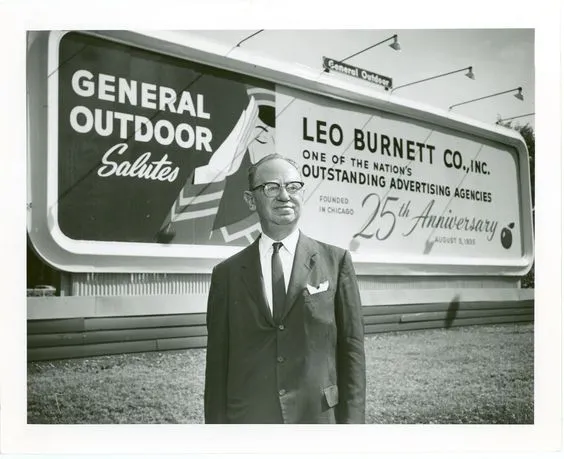 General Outdoor
GENERAL
OUTDOOR
Salutes
LEO BURNETT CO., INC.
ONE OF THE NATION'S
OUTSTANDING ADVERTISING AGENCIES
FOUNDED
IN CHICAGO
25th Anniversary
AUGUST 5, 1935